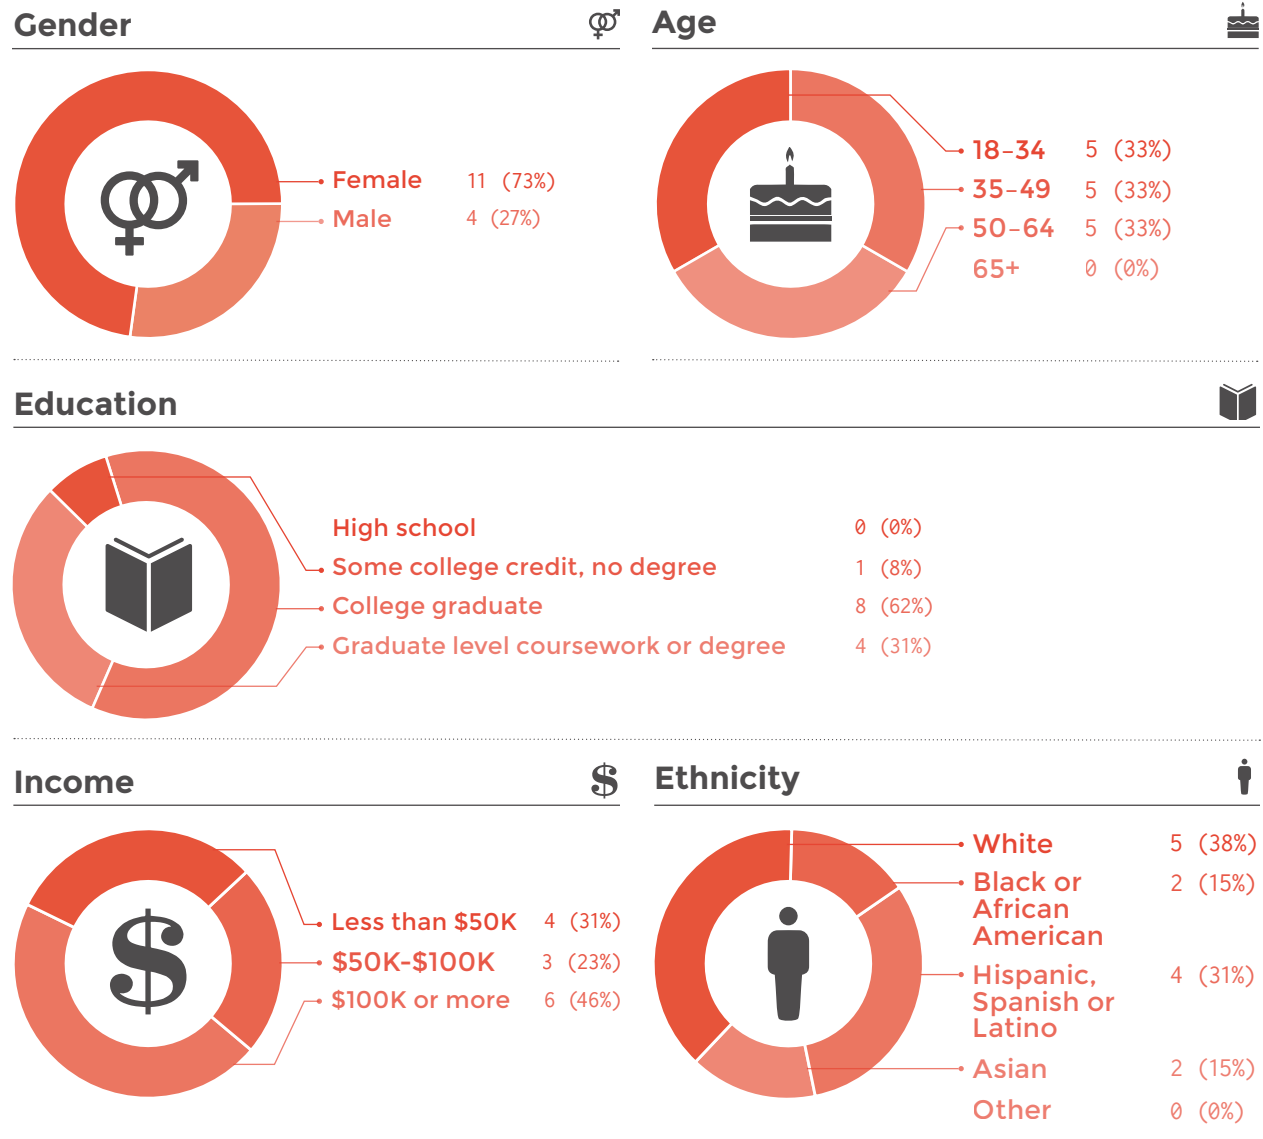 Gender
Female 11 (73%)
Male 4 (27%)
Age
18-34 5 (33%)
35-49 5 (33%)
50-64 5 (33%)
65+ 0 (0%)
Education
High school 0 (0%)
Some college credit, no degree 1 (8%)
College graduate 8 (62%)
Graduate level coursework or degree 4 (31%)
Income
$
$
Less than $50K 4 (31%)
$50K-$100K 3 (23%)
$100K or more 6 (46%)
Ethnicity
White 5 (38%)
Black or 2 (15%)
African
American
Hispanic, 4 (31%)
Spanish or
Latino
Asian 2 (15%)
Other 0 (0%)